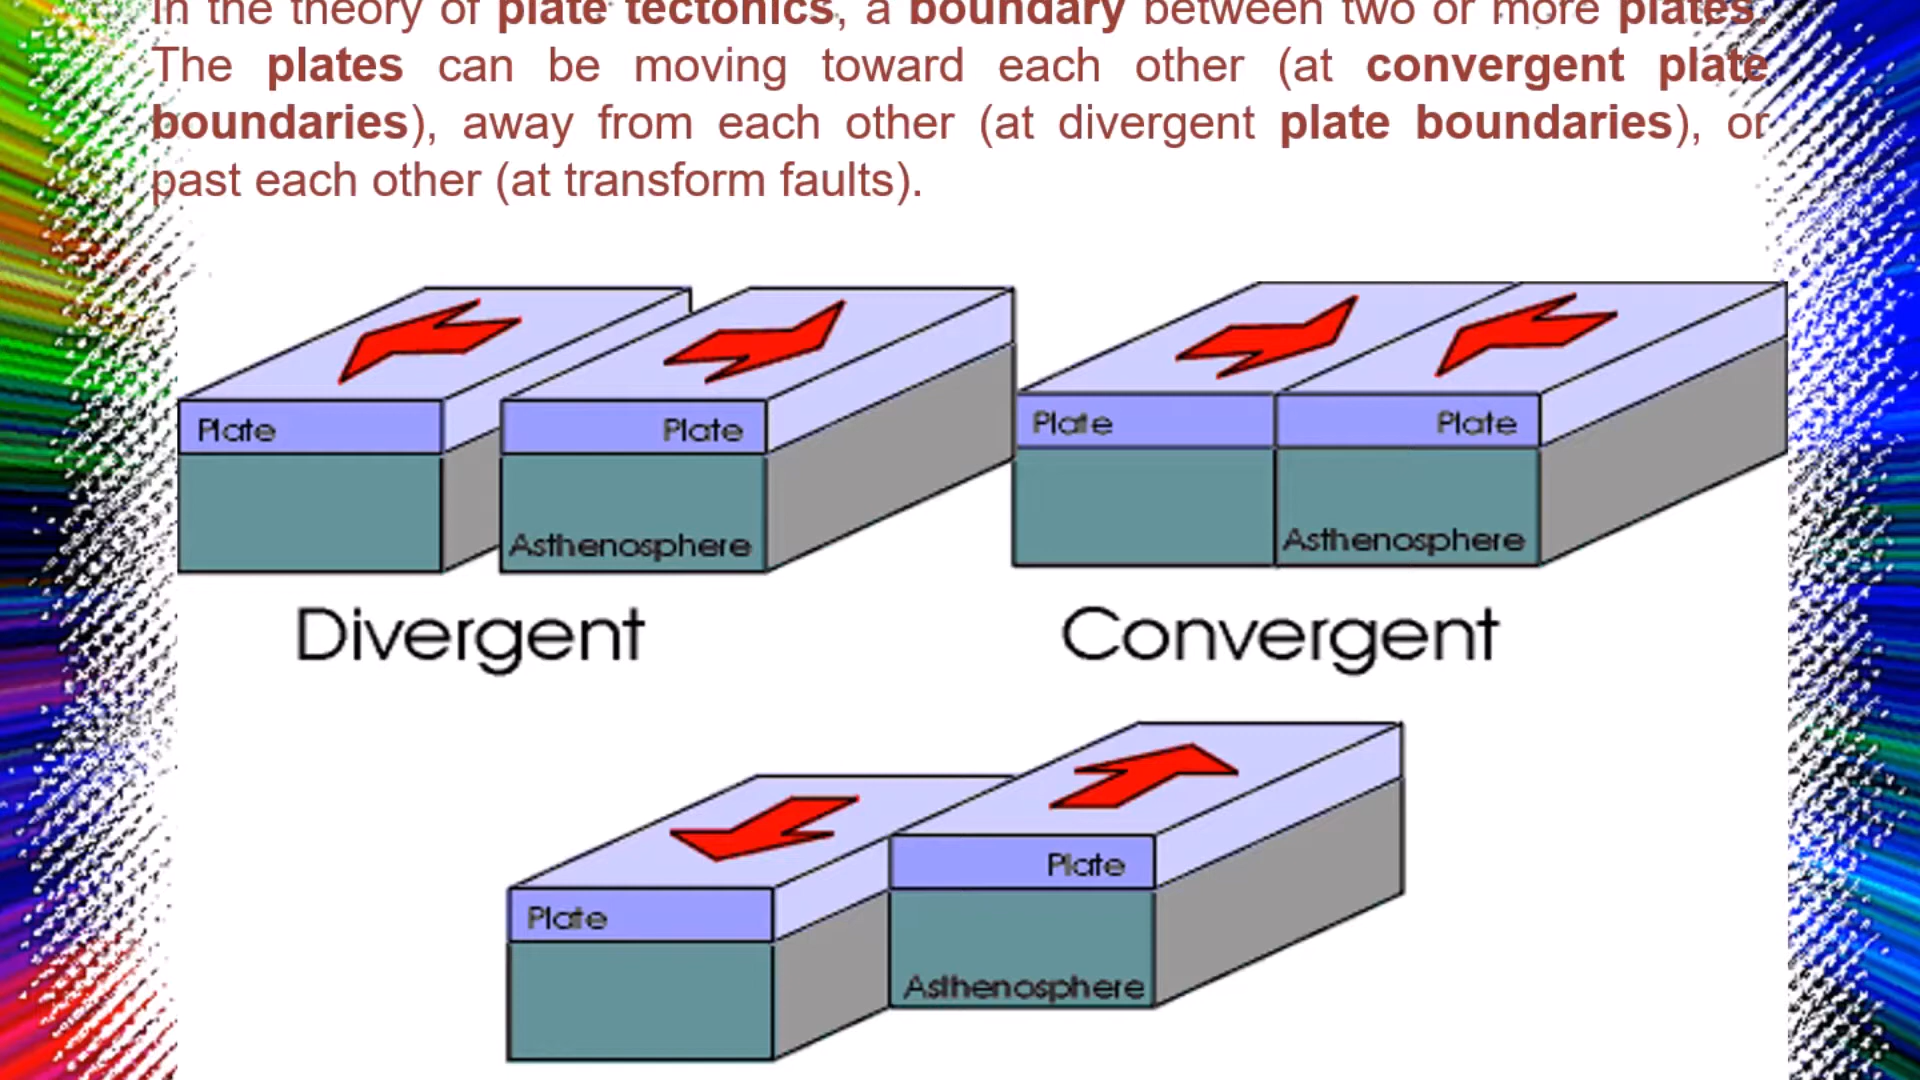 In the theory of plate tectonics, a boundary between two or more plates.
The plates can be moving toward each other (at convergent plate
boundaries), away from each other (at divergent plate boundaries), or
past each other (at transform faults).
Plate
Plate
Asthenosphere
Divergent
Plate
Plate
Asthenosphere
Convergent
Plate
Plate
Asthenosphere